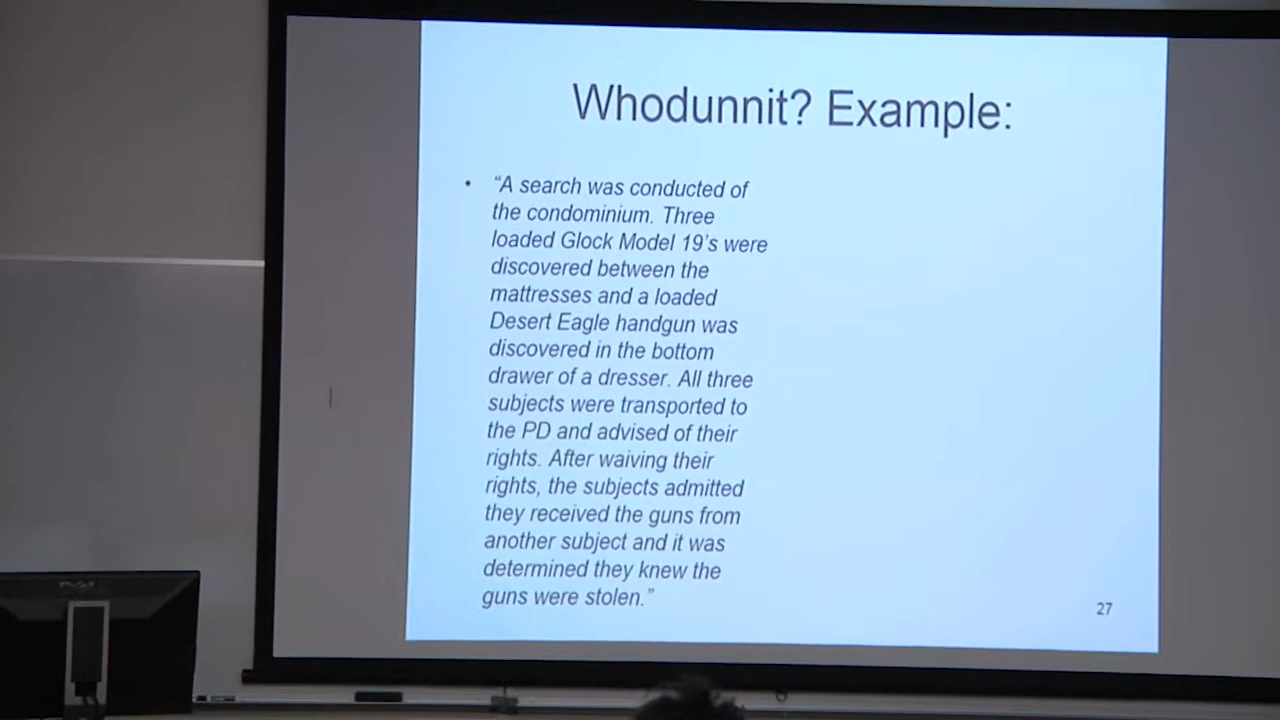 Whodunnit? Example:
• “A search was conducted of
the condominium. Three
loaded Glock Model 19’s were
discovered between the
mattresses and a loaded
Desert Eagle handgun was
discovered in the bottom
drawer of a dresser. All three
subjects were transported to
the PD and advised of their
rights. After waiving their
rights, the subjects admitted
they received the guns from
another subject and it was
determined they knew the
guns were stolen.”
27